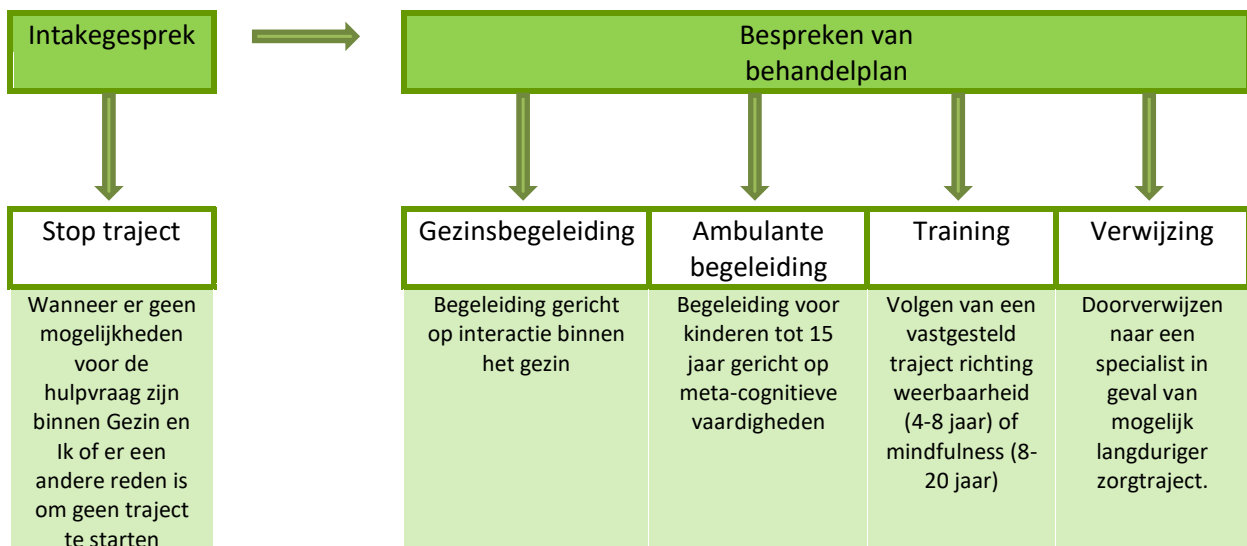 Intakegesprek
Bespreken van
behandelplan
Stop traject
Wanneer er geen
mogelijkheden
voor de
hulpvraag zijn
binnen Gezin en
Ik of er een
andere reden is
om geen traject
te starten
Gezinsbegeleiding
Begeleiding gericht
op interactie binnen
het gezin
Ambulante
begeleiding
Begeleiding voor
kinderen tot 15
jaar gericht op
meta-cognitieve
vaardigheden
Training
Volgen van een
vastgesteld
traject richting
weerbaarheid
(4-8 jaar) of
mindfulness (8-
20 jaar)
Verwijzing
Doorverwijzen
naar een
specialist in
geval van
mogelijk
langduriger
zorgtraject.